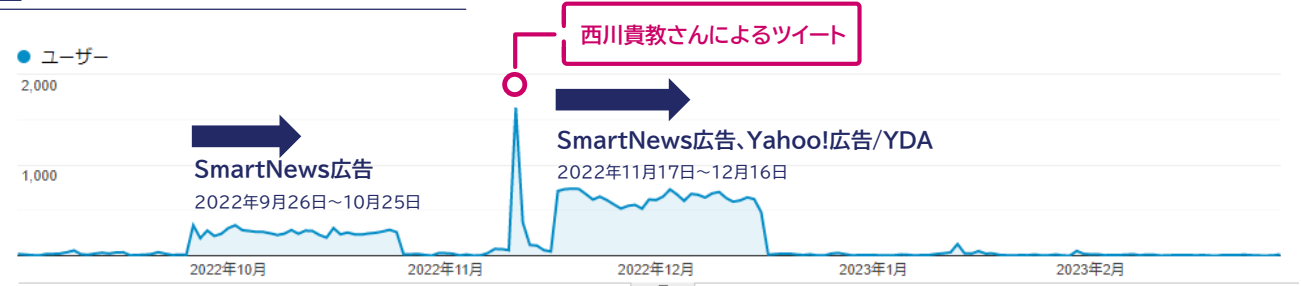 西川貴教さんによるツイート
ユーザー
2,000
SmartNews広告、Yahoo!広告/YDA
2022年11月17日~12月16日
1,000
SmartNews広告
2022年9月26日~10月25日
2022年10月
2022年11月
2022年12月
2023年1月
2023年2月